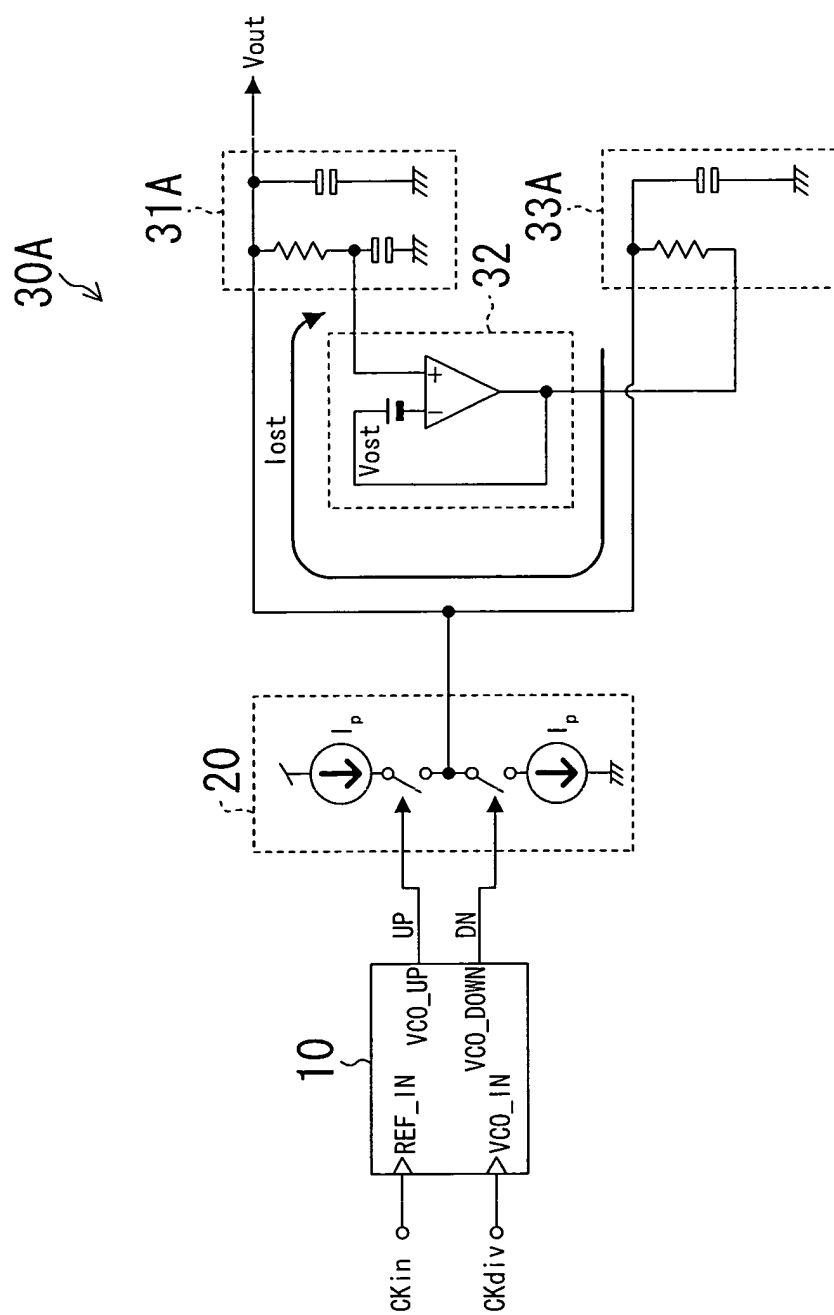 30A
CKin
CKdiv
10
REF_IN
VCO_IN
VCO_UP
VCO_DOWN
UP
DN
20
Ip
Ip
Iost
Vost
32
31A
33A
Vout